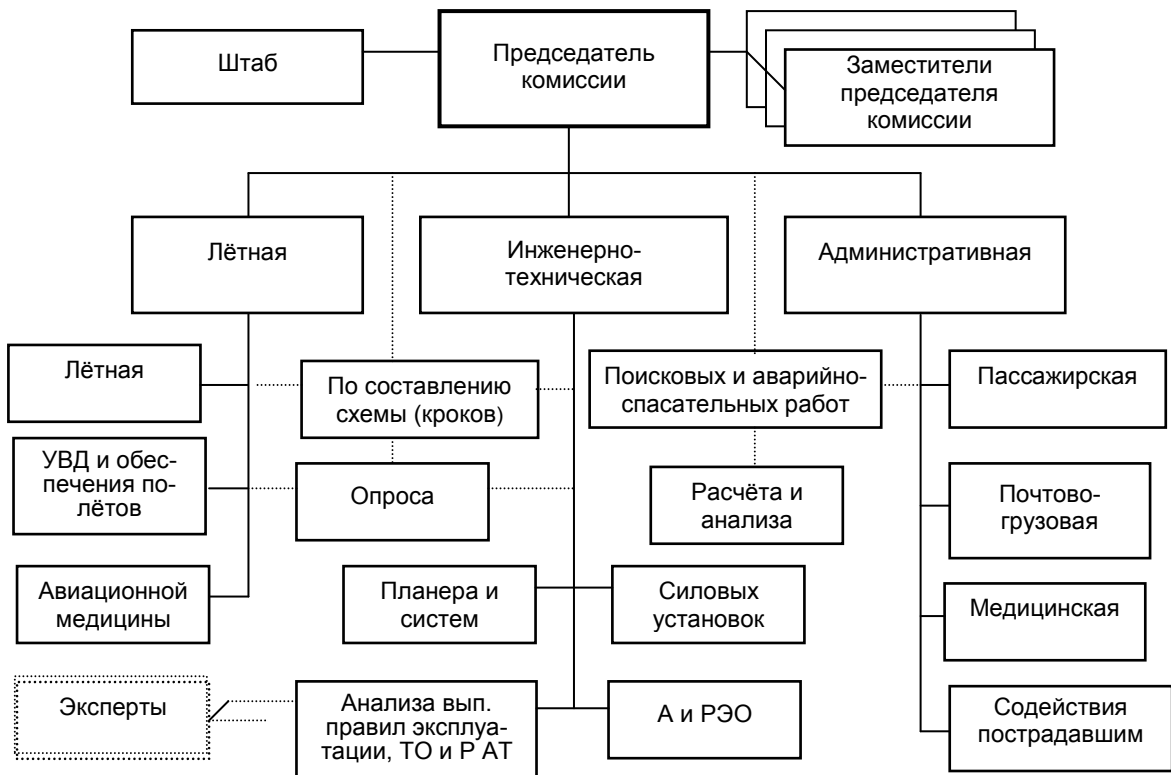 Штаб
Председатель
комиссии
Заместители
председателя
комиссии
Лётная
Инженерно-
техническая
Административная
Лётная
По составлению
схемы (кроков)
Поисковых и аварийно-
спасательных работ
Пассажирская
УВД и обес-
печения по-
лётов
Опроса
Расчёта и
анализа
Почтово-
грузовая
Авиационной
медицины
Планера и
систем
Силовых
установок
Медицинская
Эксперты
Анализа вып.
правил эксплуа-
тации, ТО и Р АТ
А и РЭО
Содействия
пострадавшим